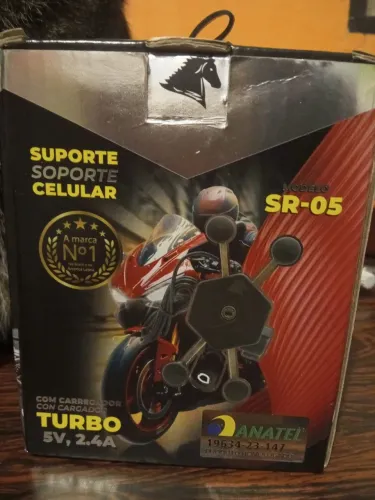 SUPORTE
SOPORTE
CELULAR
MODELO
SR-05
A marca
Nº1
COM CARREGADOR
CON CARGADOR
TURBO
5V, 2.4A
ANATEL